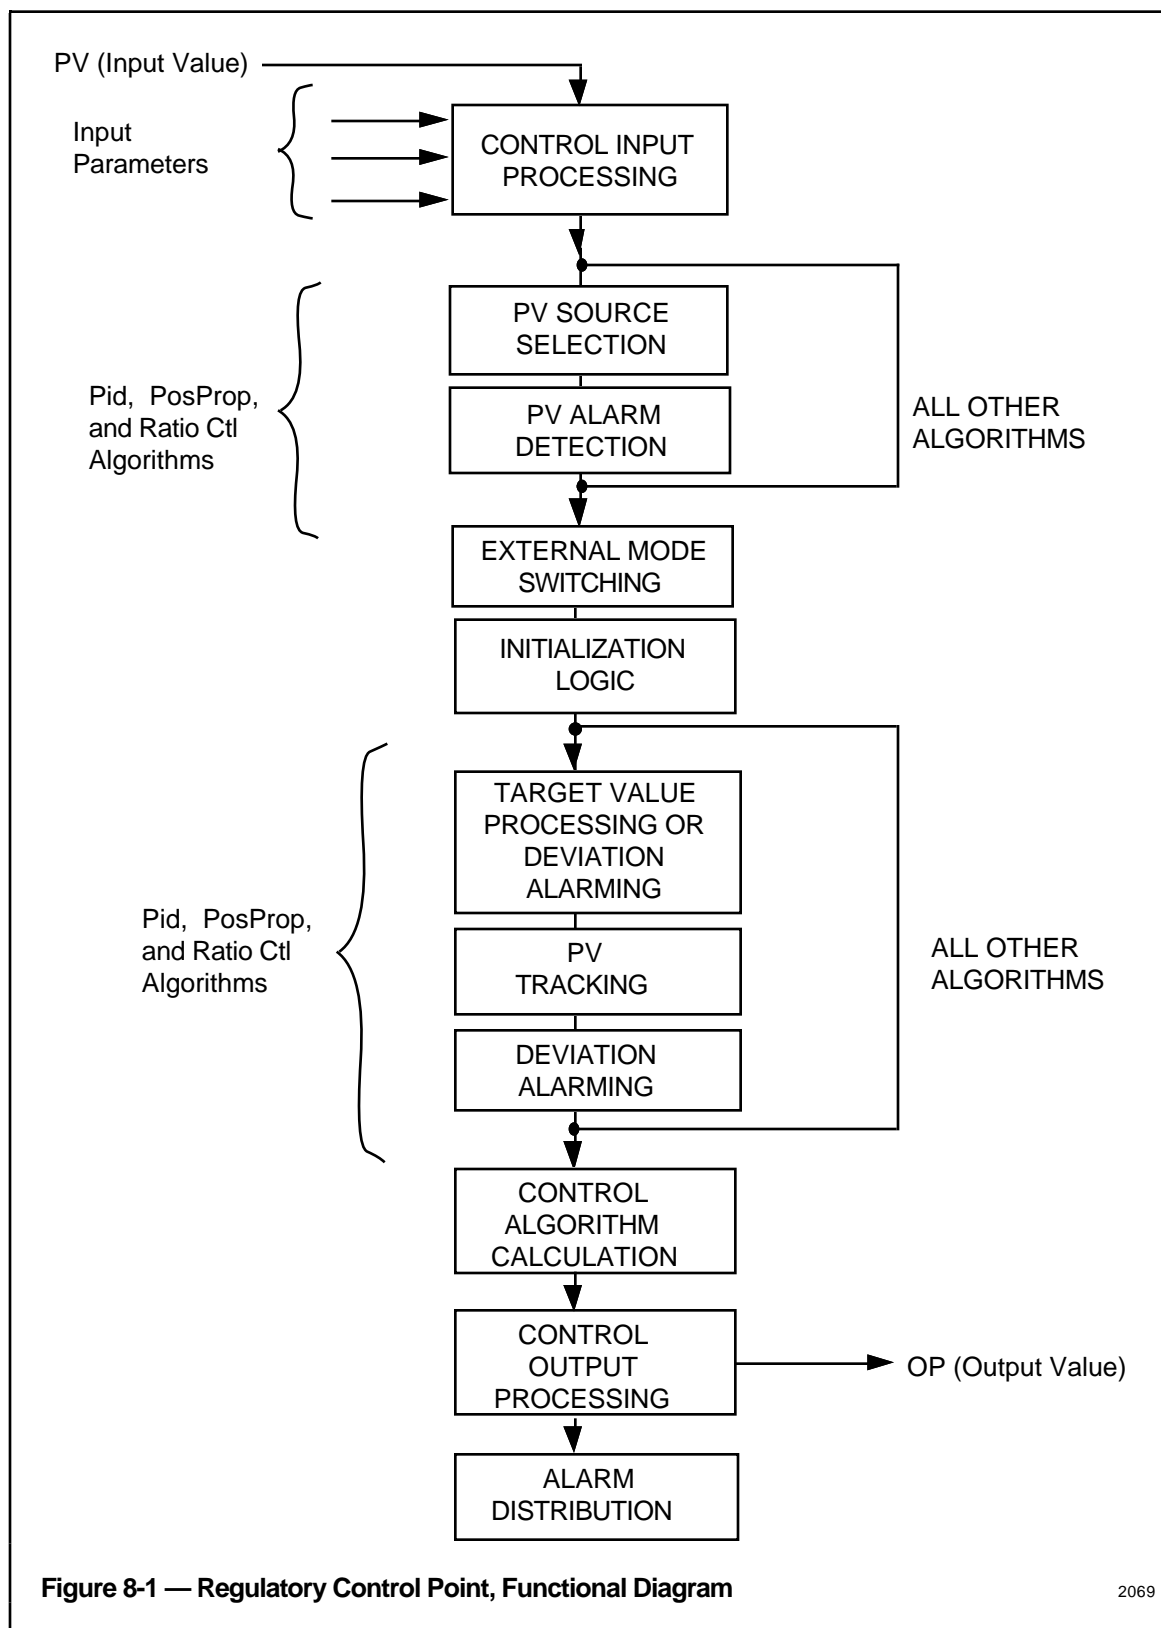 PV (Input Value)
Input
Parameters
CONTROL INPUT
PROCESSING
PV SOURCE
SELECTION
Pid, PosProp,
and Ratio Ctl
Algorithms
PV ALARM
DETECTION
ALL OTHER
ALGORITHMS
EXTERNAL MODE
SWITCHING
INITIALIZATION
LOGIC
TARGET VALUE
PROCESSING OR
DEVIATION
ALARMING
Pid, PosProp,
and Ratio Ctl
Algorithms
PV
TRACKING
ALL OTHER
ALGORITHMS
DEVIATION
ALARMING
CONTROL
ALGORITHM
CALCULATION
CONTROL
OUTPUT
PROCESSING
OP (Output Value)
ALARM
DISTRIBUTION
Figure 8-1 — Regulatory Control Point, Functional Diagram
2069